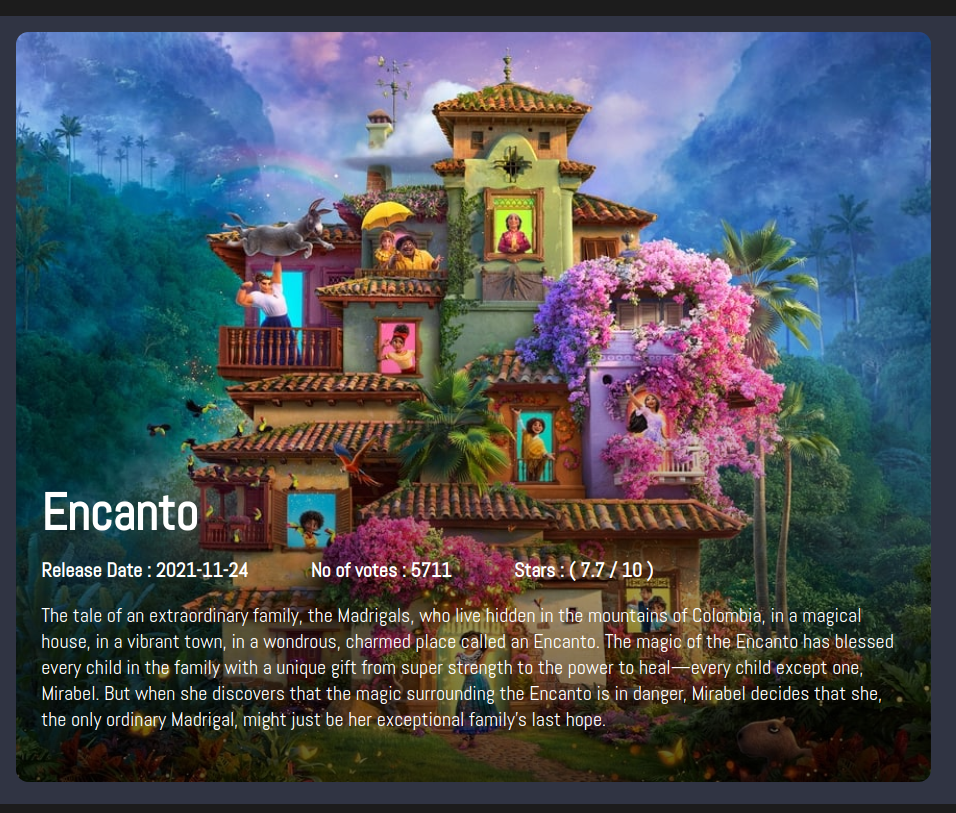 Encanto
Release Date : 2021-11-24 No of votes : 5711 Stars : ( 7.7 / 10 )
The tale of an extraordinary family, the Madrigals, who live hidden in the mountains of Colombia, in a magical
house, in a vibrant town, in a wondrous, charmed place called an Encanto. The magic of the Encanto has blessed
every child in the family with a unique gift from super strength to the power to heal—every child except one,
Mirabel. But when she discovers that the magic surrounding the Encanto is in danger, Mirabel decides that she,
the only ordinary Madrigal, might just be her exceptional family's last hope.